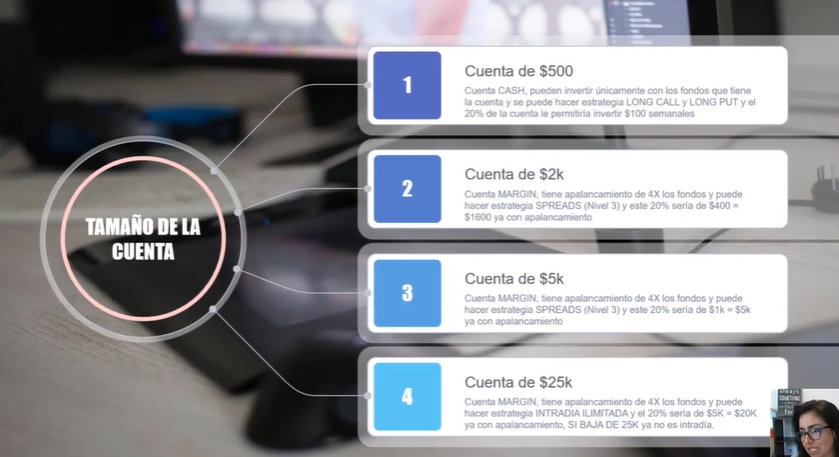 TAMAÑO DE LA
CUENTA
1
Cuenta de $500
Cuenta CASH, pueden invertir únicamente con los fondos que tiene
la cuenta y se puede hacer estrategia LONG CALL y LONG PUT y el
20% de la cuenta le permitiria invertir $100 semanales
2
Cuenta de $2k
Cuenta MARGIN, tiene apalancamiento de 4X los fondos y puede
hacer estrategia SPREADS (Nivel 3) y este 20% sería de $400 =
$1600 ya con apalancamiento
3
Cuenta de $5k
Cuenta MARGIN, tiene apalancamiento de 4X los fondos y puede
hacer estrategia SPREADS (Nivel 3) y este 20% sería de $1k = $5k
ya con apalancamiento
4
Cuenta de $25k
Cuenta MARGIN, tiene apalancamiento de 4X los fondos y puede
hacer estrategia INTRADIA ILIMITADA y el 20% sería de $5K = $20K
ya con apalancamiento, SI BAJA DE 25K ya no es intradía.
ALWAYS
SOMETHING